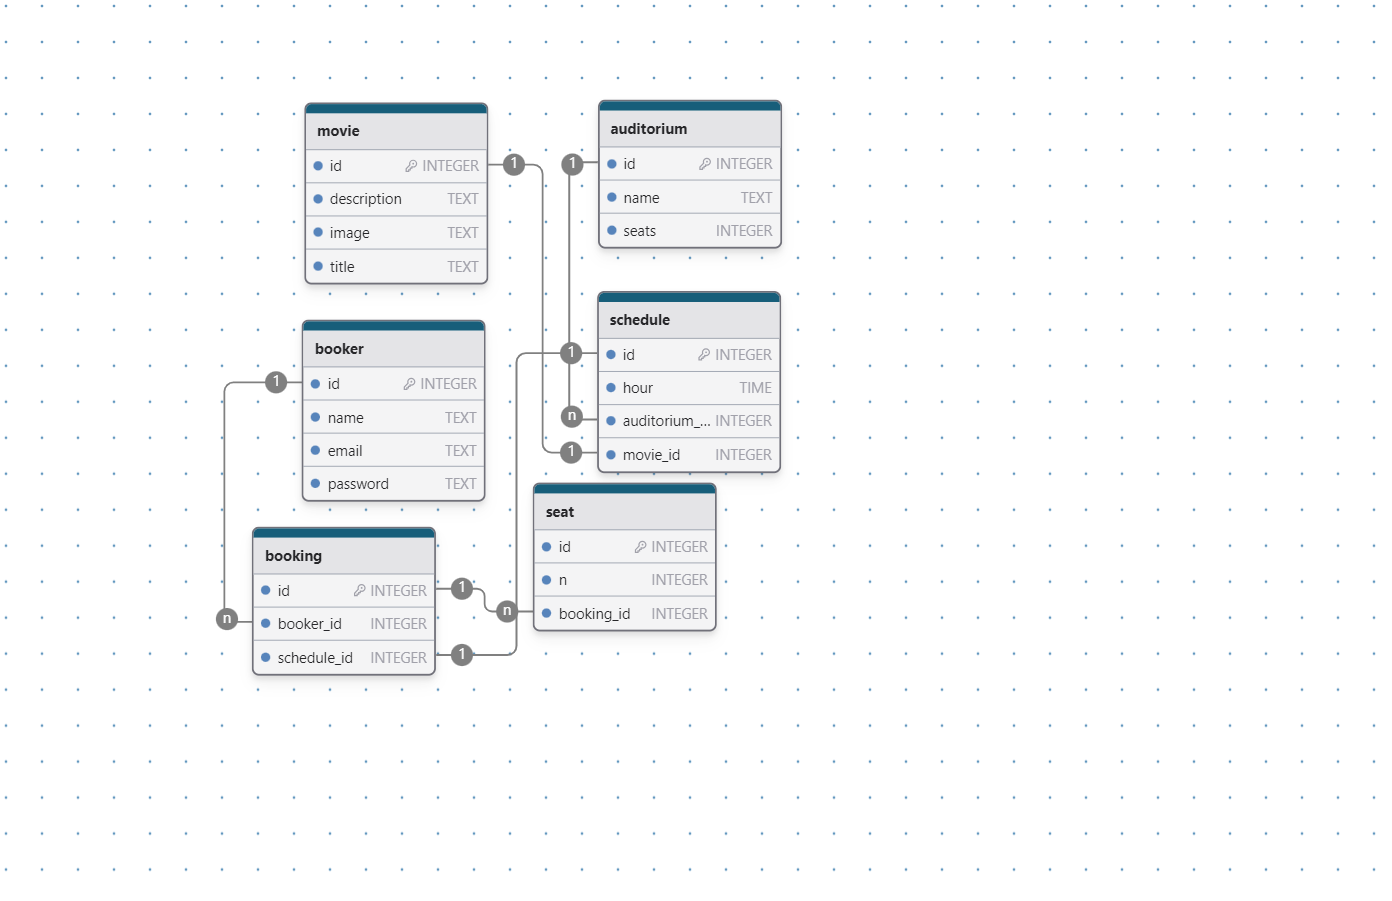 movie
id INTEGER
description TEXT
image TEXT
title TEXT
auditorium
id INTEGER
name TEXT
seats INTEGER
booker
id INTEGER
name TEXT
email TEXT
password TEXT
schedule
id INTEGER
hour TIME
auditorium_... INTEGER
movie_id INTEGER
booking
id INTEGER
booker_id INTEGER
schedule_id INTEGER
seat
id INTEGER
n INTEGER
booking_id INTEGER
1
1
1
1
n
1
1
n
n
1